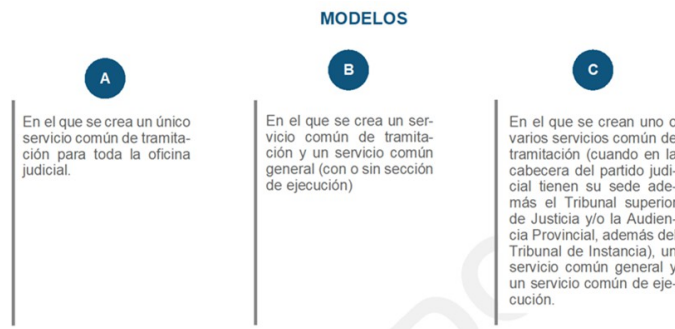 MODELOS
A
En el que se crea un único
servicio común de tramita-
ción para toda la oficina
judicial.
B
En el que se crea un ser-
vicio común de tramita-
ción y un servicio común
general (con o sin sección
de ejecución)
C
En el que se crean uno o
varios servicios común de
tramitación (cuando en la
cabecera del partido judi-
cial tienen su sede ade-
más el Tribunal superior
de Justicia y/o la Audien-
cia Provincial, además del
Tribunal de Instancia), un
servicio común general y
un servicio común de eje-
cución.